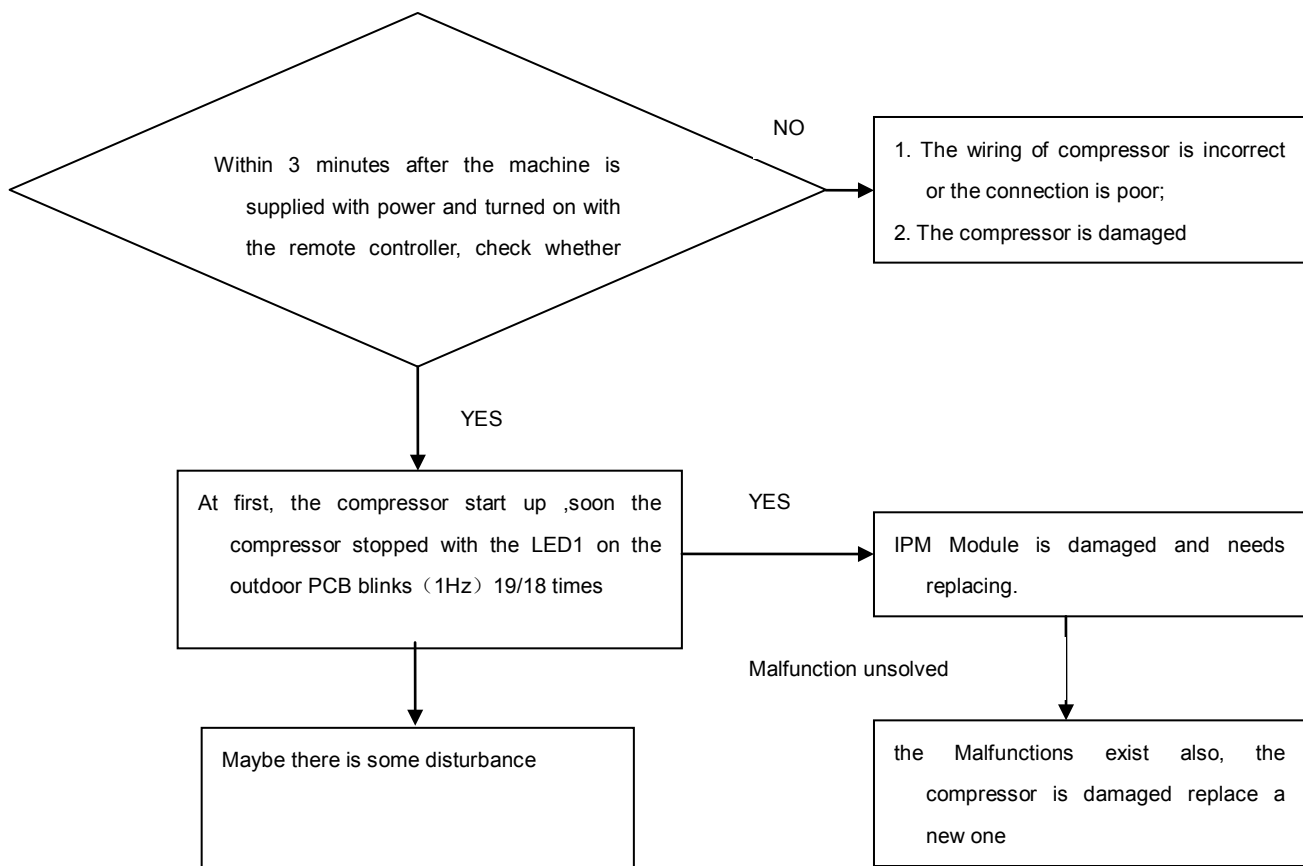 NO
Within 3 minutes after the machine is
supplied with power and turned on with
the remote controller, check whether
1. The wiring of compressor is incorrect
or the connection is poor;
2. The compressor is damaged
YES
At first, the compressor start up ,soon the
compressor stopped with the LED1 on the
outdoor PCB blinks（1Hz）19/18 times
YES
IPM Module is damaged and needs
replacing.
Malfunction unsolved
Maybe there is some disturbance
the Malfunctions exist also, the
compressor is damaged replace a
new one